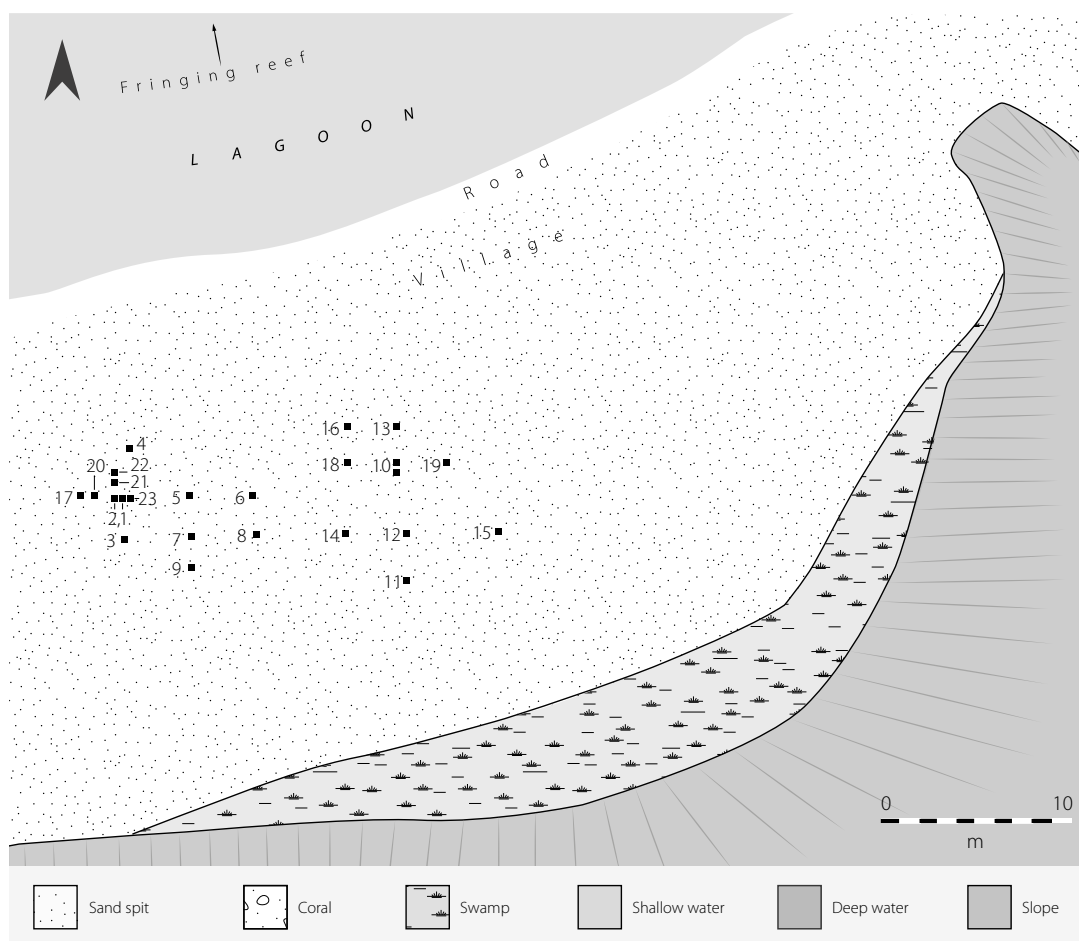 Fringing reef
LAGOON
Road
Village
16 13
4
20 22
18 10 19
21
17 23 5 6
2 1
3 7 8 14 12 15
9
11
0 10
m
Sand spit Coral Swamp Shallow water Deep water Slope